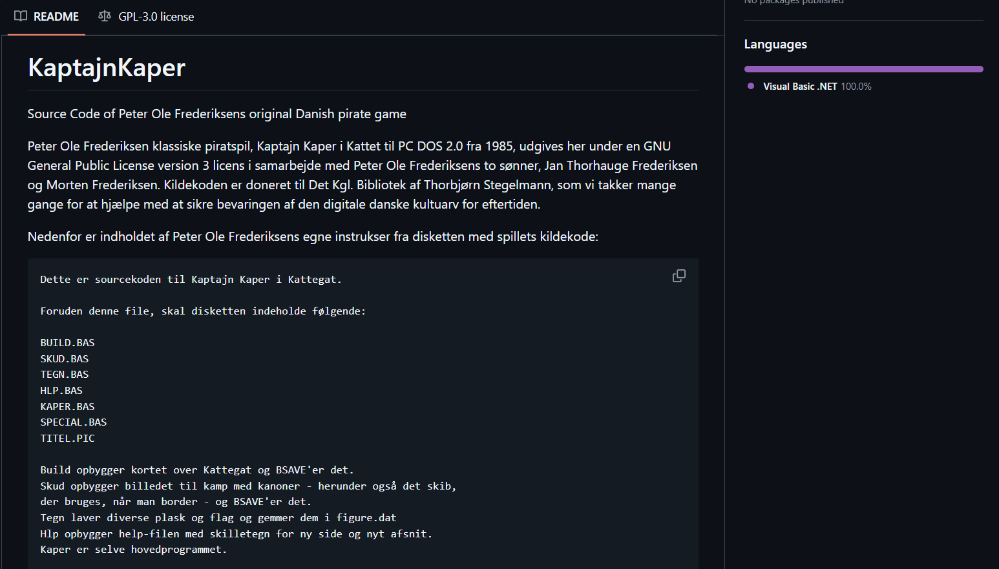 README
GPL-3.0 license
KaptajnKaper
Source Code of Peter Ole Frederiksens original Danish pirate game
Peter Ole Frederiksen klassiske piratspil, Kaptajn Kaper i Kattet til PC DOS 2.0 fra 1985, udgives her under en GNU
General Public License version 3 licens i samarbejde med Peter Ole Frederiksens to sønner, Jan Thorhauge Frederiksen
og Morten Frederiksen. Kildekoden er doneret til Det Kgl. Bibliotek af Thorbjørn Stegelmann, som vi takker mange
gange for at hjælpe med at sikre bevaringen af den digitale danske kultuarv for eftertiden.
Nedenfor er indholdet af Peter Ole Frederiksens egne instrukser fra disketten med spillets kildekode:
Dette er sourcekoden til Kaptajn Kaper i Kattegat.
Foruden denne file, skal disketten indeholde følgende:
BUILD.BAS
SKUD.BAS
TEGN.BAS
HLP.BAS
KAPER.BAS
SPECIAL.BAS
TITEL.PIC
Build opbygger kortet over Kattegat og BSAVE'er det.
Skud opbygger billedet til kamp med kanoner - herunder også det skib,
der bruges, når man border - og BSAVE'er det.
Tegn laver diverse plask og flag og gemmer dem i figure.dat
Hlp opbygger help-filen med skilletegn for ny side og nyt afsnit.
Kaper er selve hovedprogrammet.
No packages published
Languages
Visual Basic .NET 100.0%